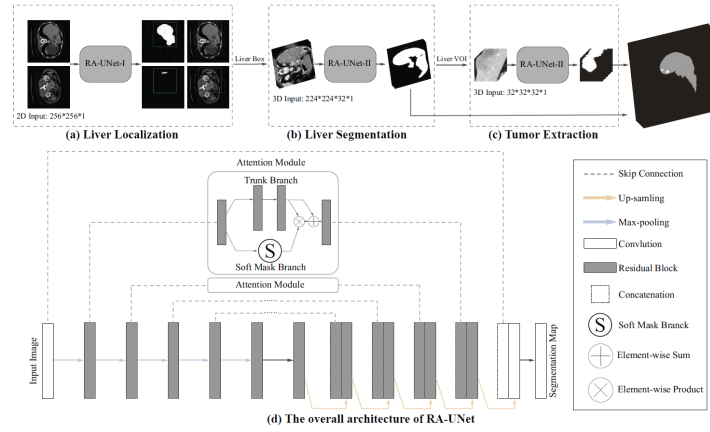 RA-UNet-I
2D Input: 256*256*1
(a) Liver Localization
Liver Box
RA-UNet-II
3D Input: 224*224*32*1
(b) Liver Segmentation
Liver VOI
RA-UNet-II
3D Input: 32*32*32*1
(c) Tumor Extraction
Attention Module
Trunk Branch
S
Soft Mask Branch
Attention Module
......
......
Input Image
Segmentation Map
(d) The overall architecture of RA-UNet
Skip Connection
Up-samling
Max-pooling
Convlution
Residual Block
Concatenation
S
Soft Mask Branck
Element-wise Sum
Element-wise Product